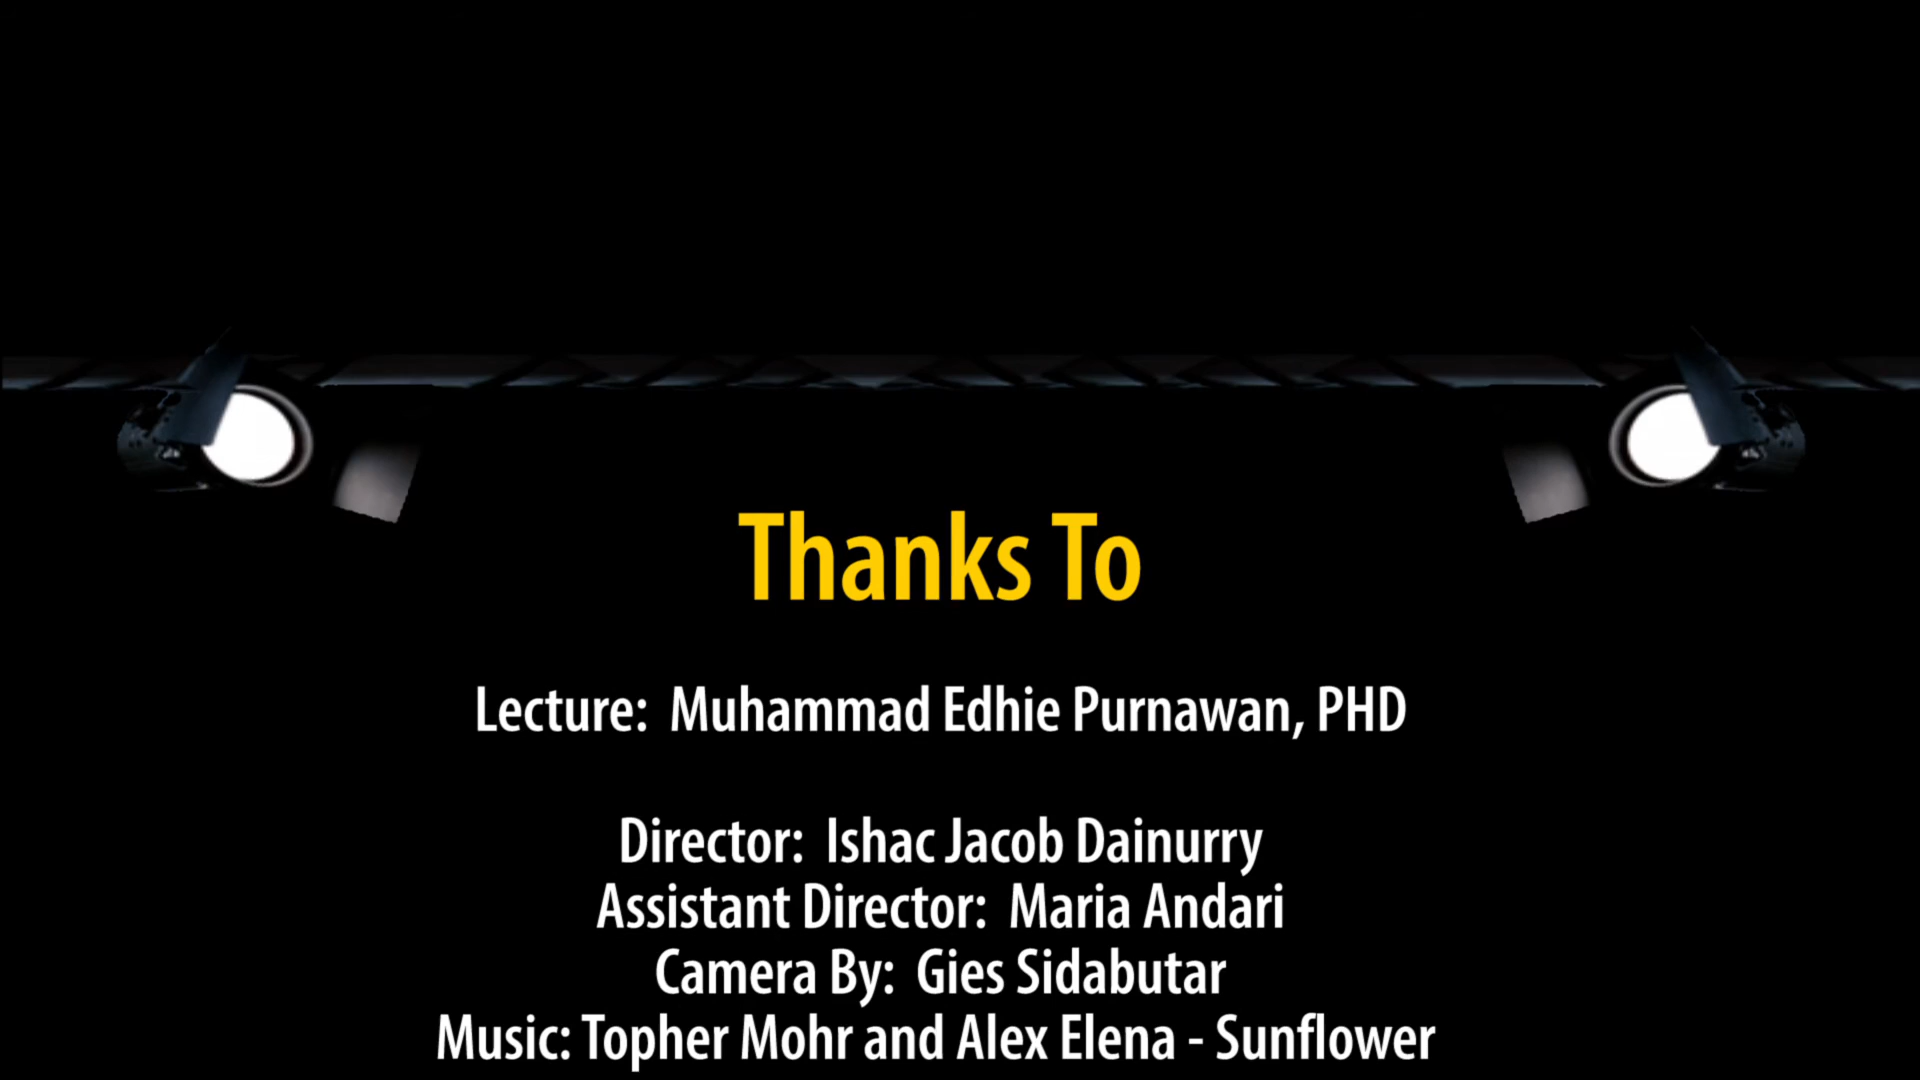 Thanks To
Lecture: Muhammad Edhie Purnawan, PHD
Director: Ishac Jacob Dainurry
Assistant Director: Maria Andari
Camera By: Gies Sidabutar
Music: Topher Mohr and Alex Elena - Sunflower